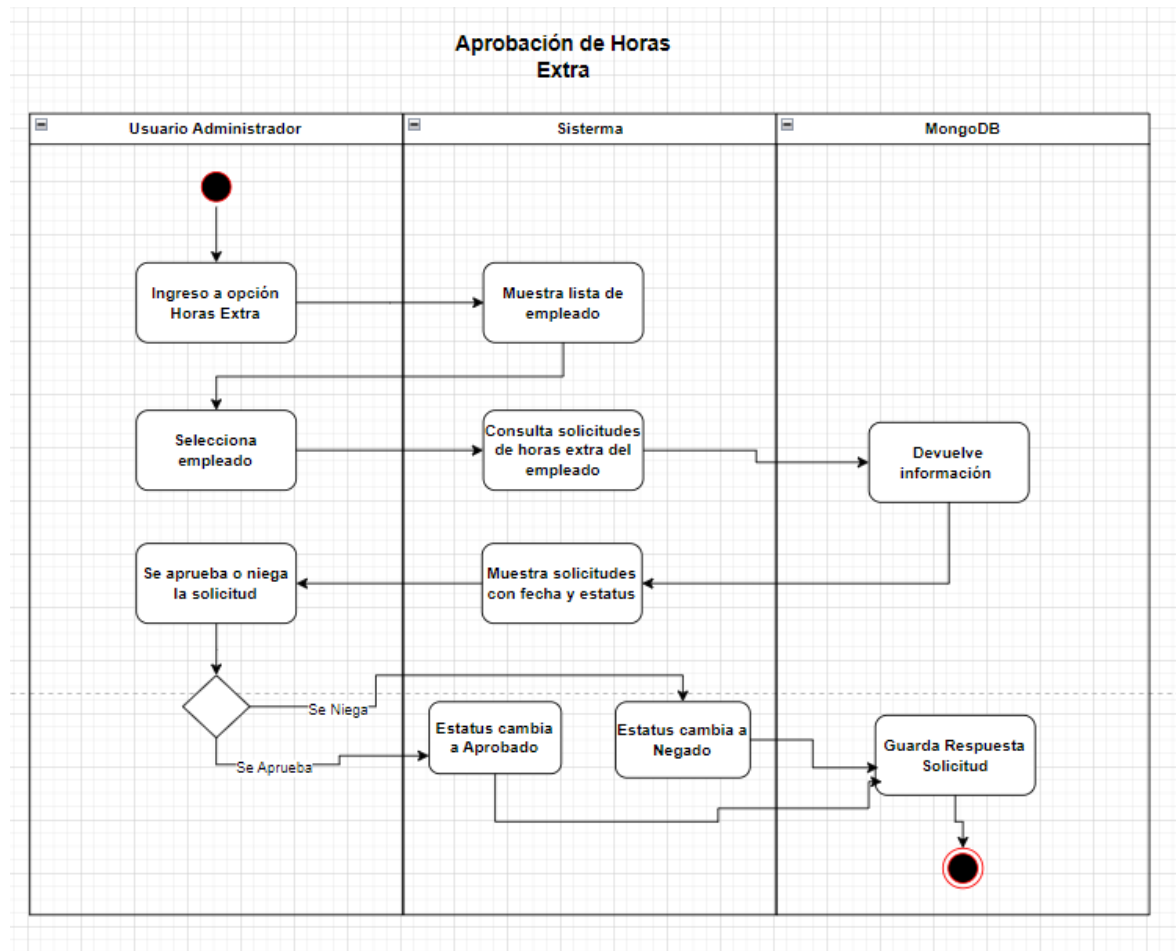 Aprobación de Horas
Extra
Usuario Administrador
Sisterma
MongoDB
Ingreso a opción
Horas Extra
Muestra lista de
empleado
Selecciona
empleado
Consulta solicitudes
de horas extra del
empleado
Devuelve
información
Se aprueba o niega
la solicitud
Muestra solicitudes
con fecha y estatus
Se Niega
Se Aprueba
Estatus cambia
a Aprobado
Estatus cambia a
Negado
Guarda Respuesta
Solicitud